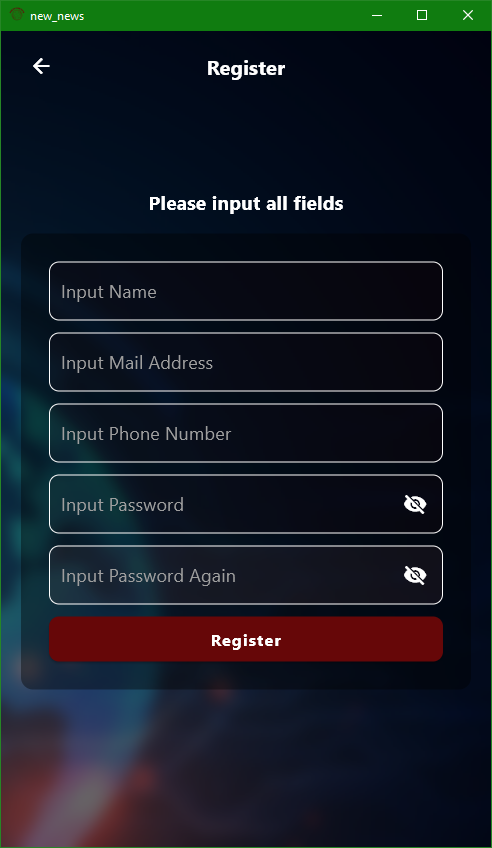 new_news
Register
Please input all fields
Input Name
Input Mail Address
Input Phone Number
Input Password
Input Password Again
Register